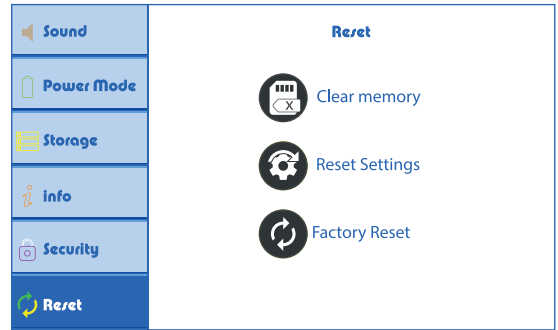 Sound
Power Mode
Storage
info
Security
Reset
Reset
Clear memory
X
Reset Settings
Factory Reset